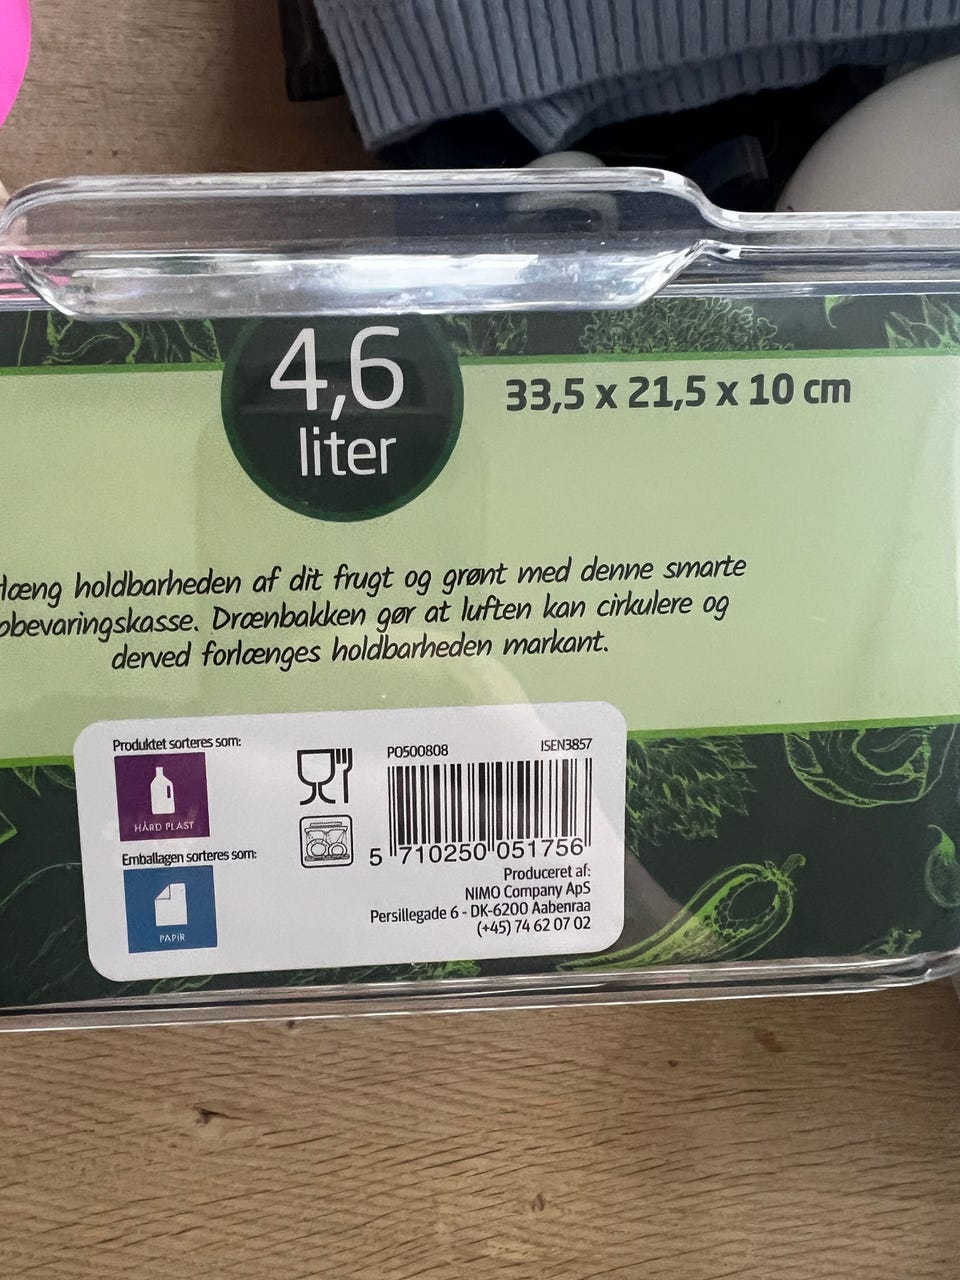 4,6
liter
33,5 x 21,5 x 10 cm
holdbarheden af dit frugt og grønt med denne smarte
Drænbakken gør at luften kan cirkulere og
derved forlænges holdbarheden markant.
Produktet sorteres som:
HÅRD PLAST
Emballagen sorteres som:
PAPIR
PO500808
ISEN3857
5 710250 051756
Produceret af:
NIMO Company ApS
Persillegade 6 - DK-6200 Aabenraa
(+45) 74 62 07 02